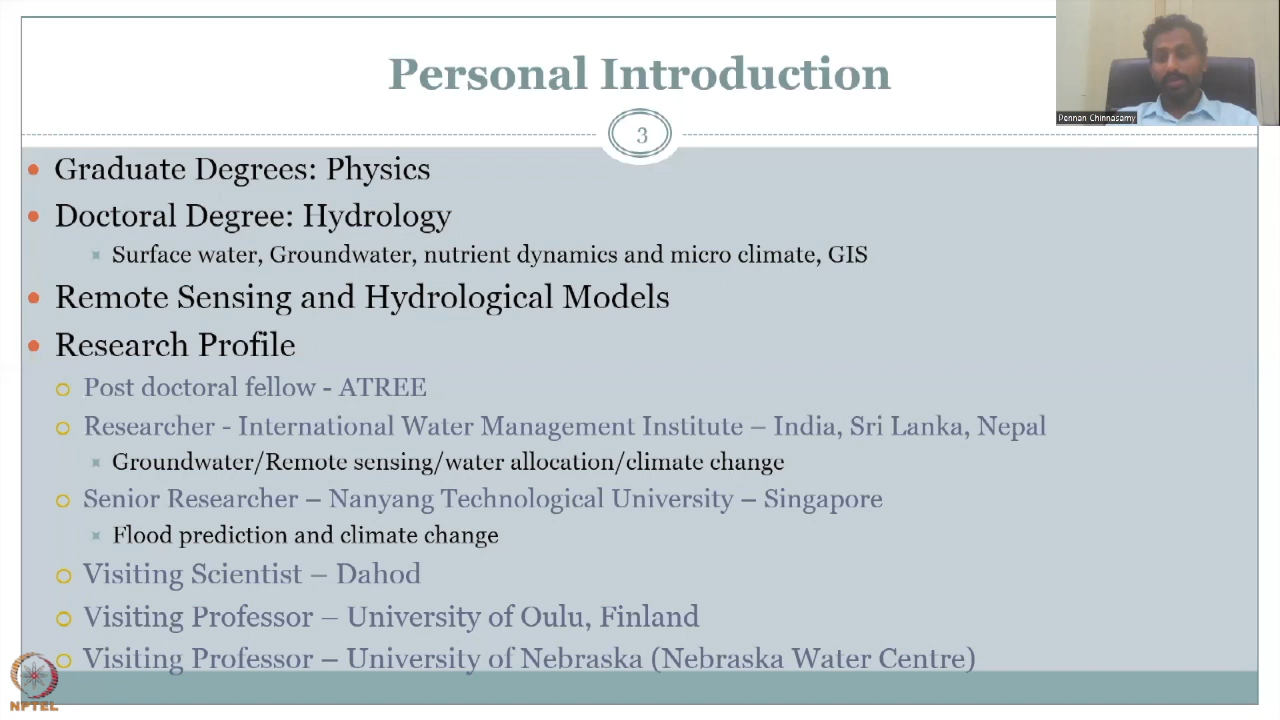 Personal Introduction
Pennan Chinnasamy
3
Graduate Degrees: Physics
Doctoral Degree: Hydrology
Surface water, Groundwater, nutrient dynamics and micro climate, GIS
Remote Sensing and Hydrological Models
Research Profile
Post doctoral fellow - ATREE
Researcher - International Water Management Institute – India, Sri Lanka, Nepal
Groundwater/Remote sensing/water allocation/climate change
Senior Researcher – Nanyang Technological University – Singapore
Flood prediction and climate change
Visiting Scientist – Dahod
Visiting Professor – University of Oulu, Finland
Visiting Professor – University of Nebraska (Nebraska Water Centre)
NPTEL